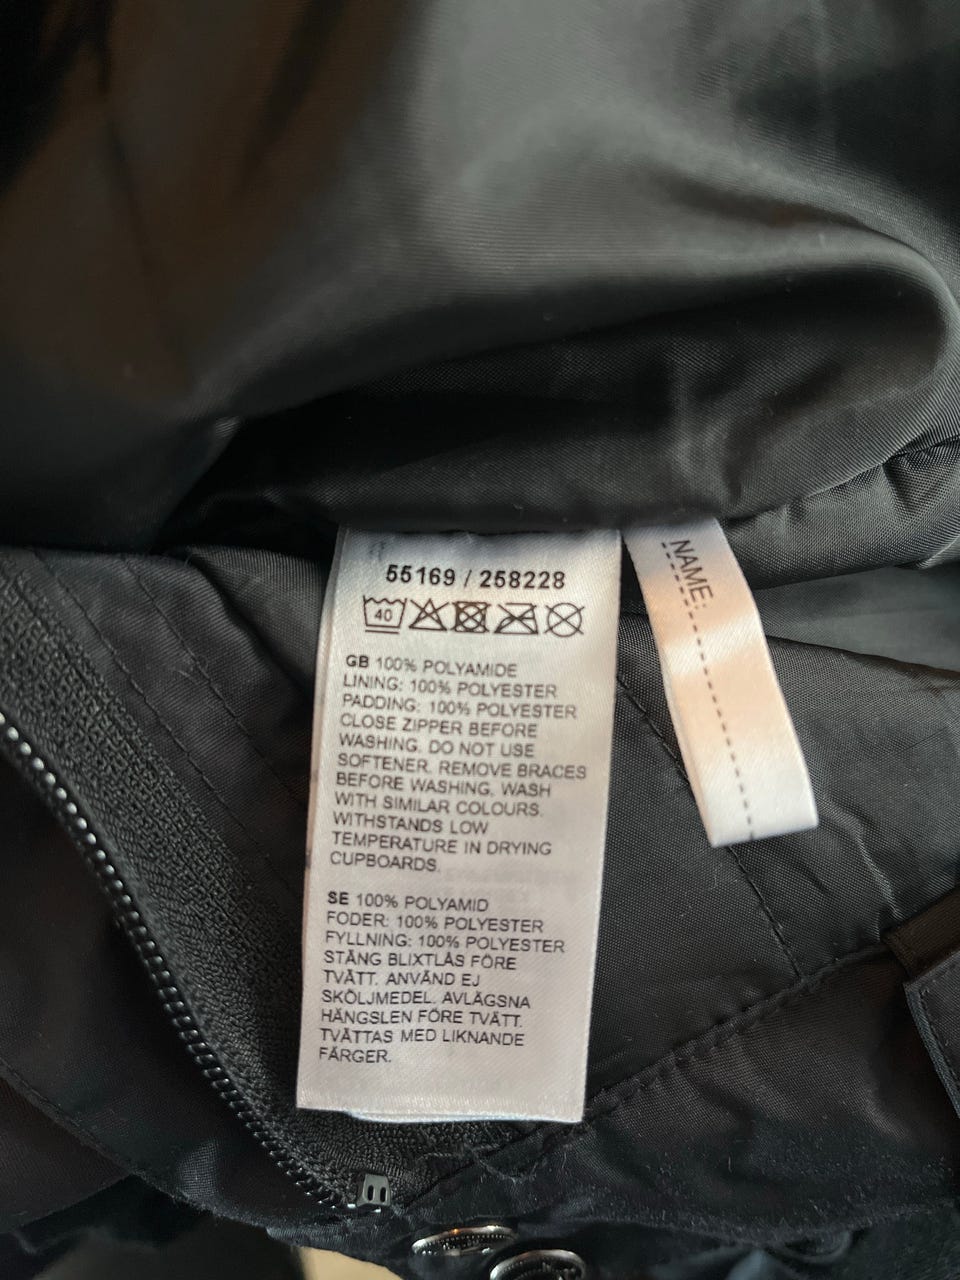 55169 / 258228
40
GB 100% POLYAMIDE
LINING: 100% POLYESTER
PADDING: 100% POLYESTER
CLOSE ZIPPER BEFORE
WASHING. DO NOT USE
SOFTENER. REMOVE BRACES
BEFORE WASHING. WASH
WITH SIMILAR COLOURS.
WITHSTANDS LOW
TEMPERATURE IN DRYING
CUPBOARDS.
SE 100% POLYAMID
FODER: 100% POLYESTER
FYLLNING: 100% POLYESTER
STÄNG BLIXTLÅS FÖRE
TVÄTT. ANVÄND EJ
SKÖLJMEDEL. AVLÄGSNA
HÄNGSLEN FÖRE TVÄTT.
TVÄTTAS MED LIKNANDE
FÄRGER.
NAME: